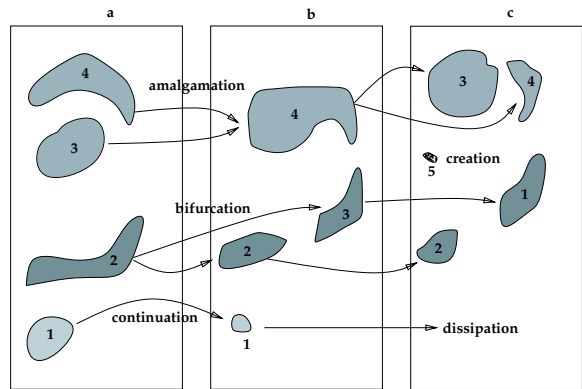 a
b
c
4
amalgamation
3
4
3
4
5
creation
bifurcation
3
1
2
2
2
1
continuation
1
dissipation